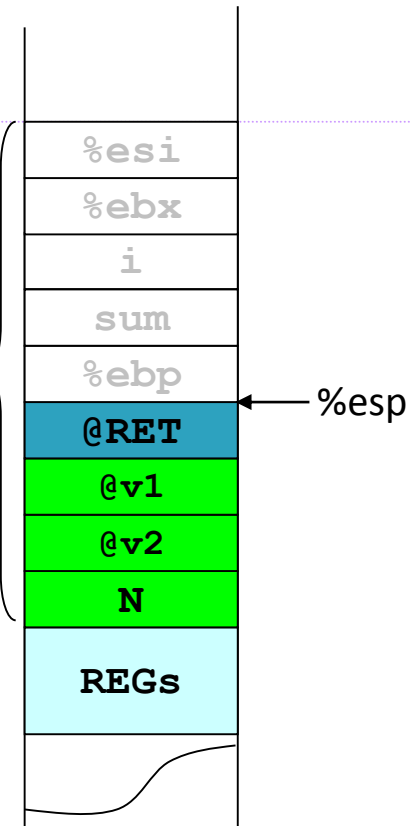 %esi
%ebx
i
sum
%ebp
%esp
@RET
@v1
@v2
N
REGs